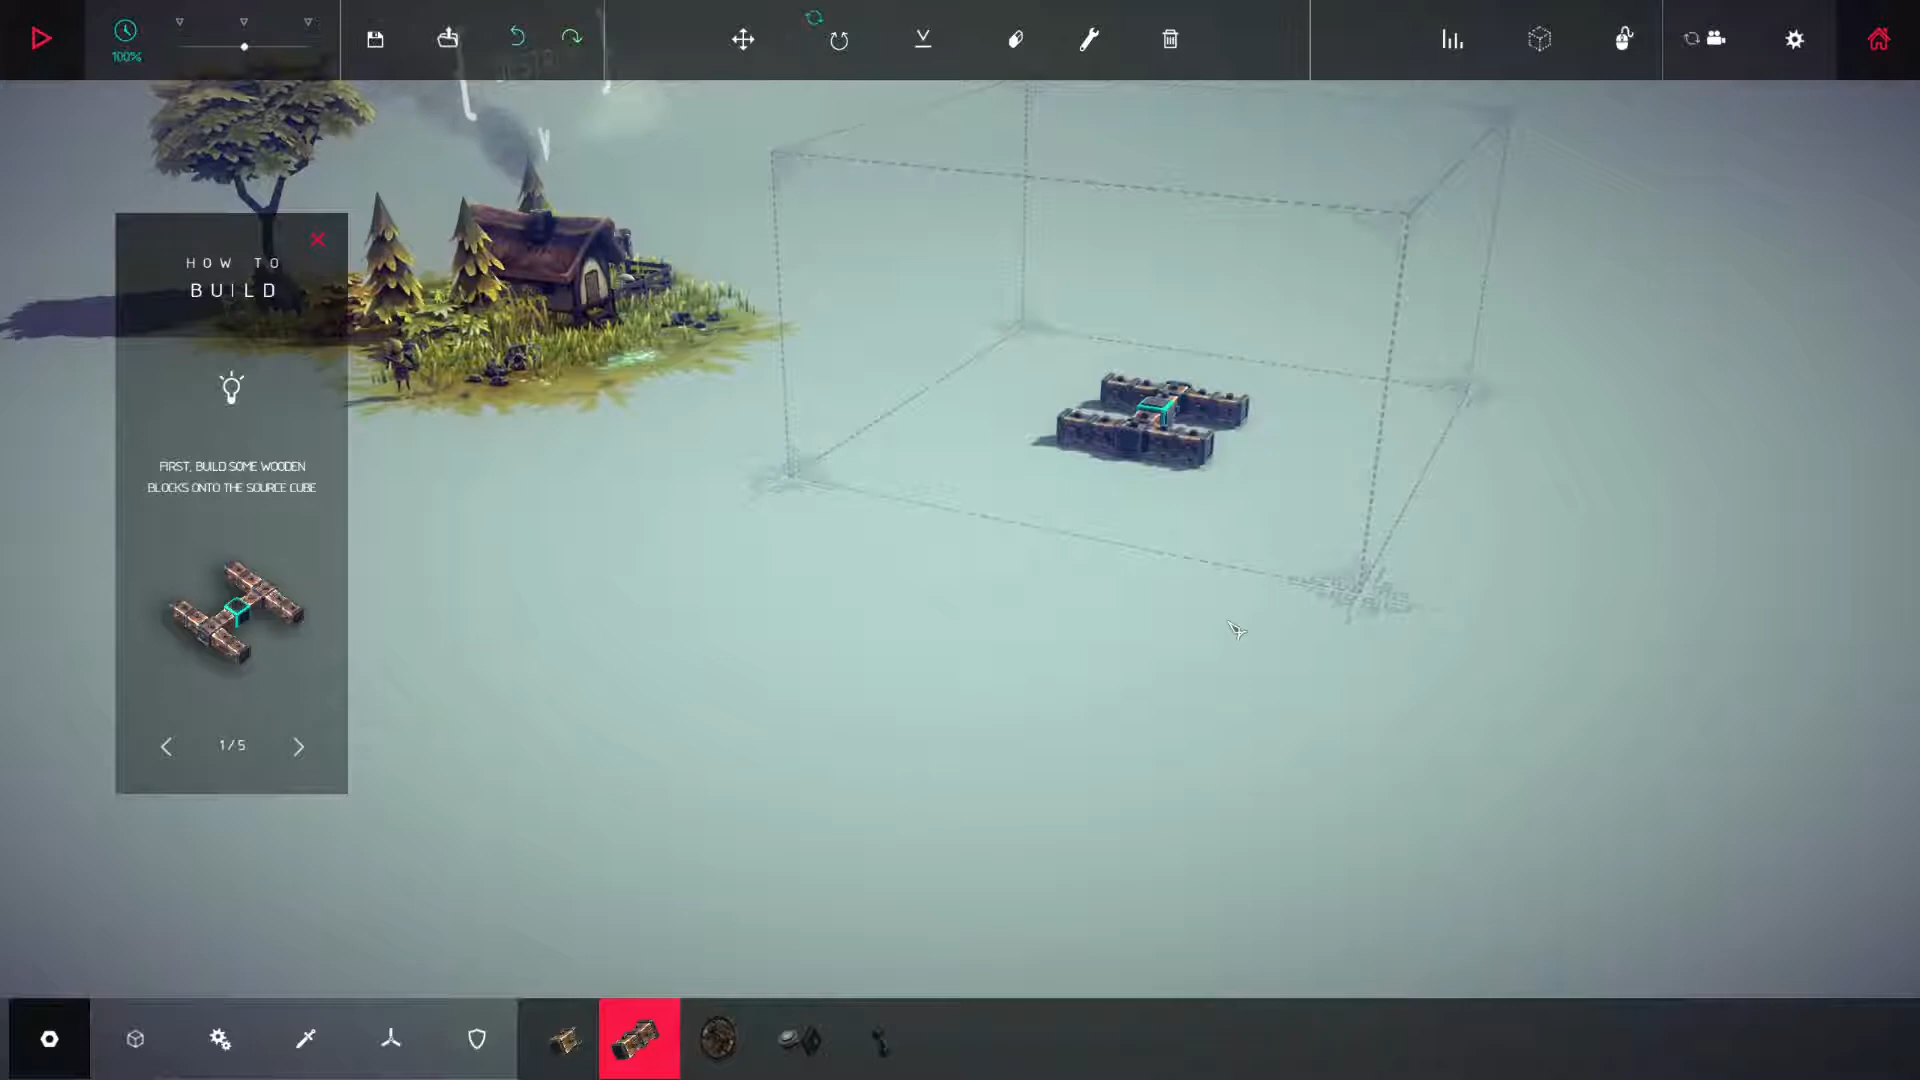 100%
HOW TO
BUILD
FIRST, BUILD SOME WOODEN
BLOCKS ONTO THE SOURCE CUBE
1/5